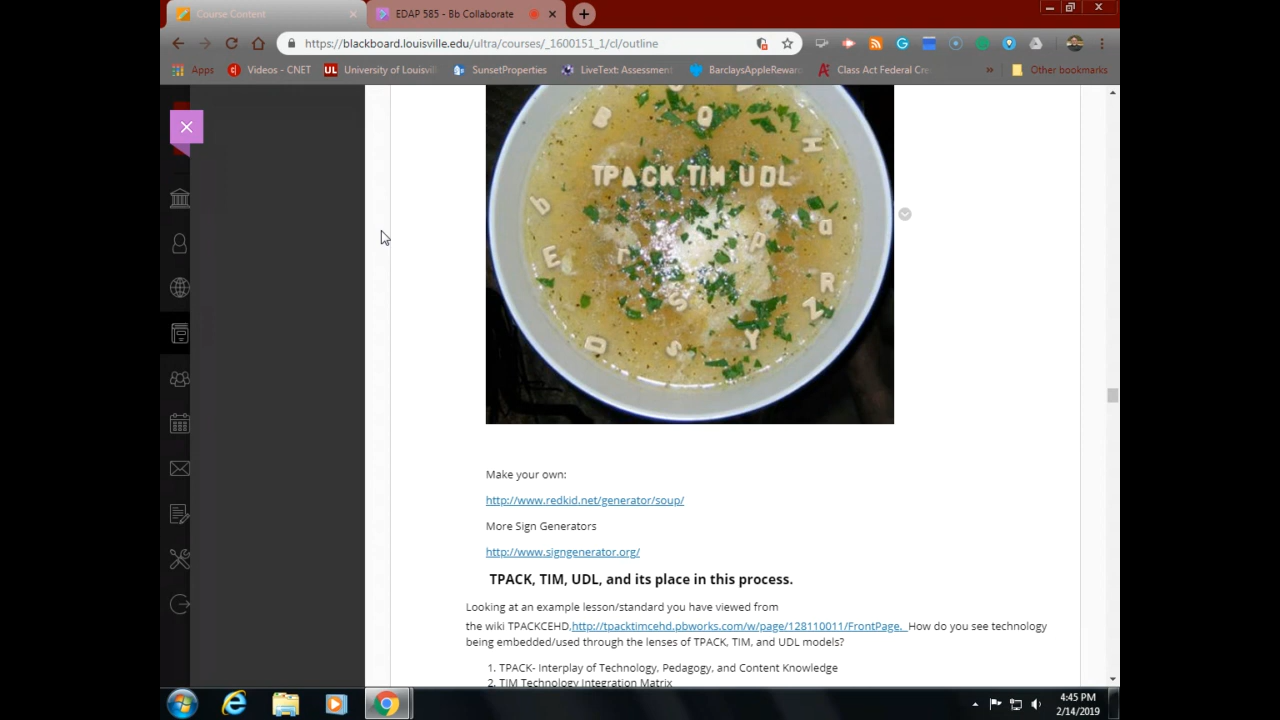 Course Content
EDAP 585 - Bb Collaborate
https://blackboard.louisville.edu/ultra/courses/_1600151_1/cl/outline
Apps
Videos - CNET
University of Louisvil
SunsetProperties
LiveText: Assessment
BarclaysAppleRewar
Class Act Federal Cre
»
Other bookmarks
B
O
H
TPACK TIM UDL
b
a
E
r
p
R
S
Z
D
s
Y
Make your own:
http://www.redkid.net/generator/soup/
More Sign Generators
http://www.signgenerator.org/
TPACK, TIM, UDL, and its place in this process.
Looking at an example lesson/standard you have viewed from
the wiki TPACKCEHD,http://tpacktimcehd.pbworks.com/w/page/128110011/FrontPage. How do you see technology
being embedded/used through the lenses of TPACK, TIM, and UDL models?
1. TPACK- Interplay of Technology, Pedagogy, and Content Knowledge
2. TIM Technology Integration Matrix
4:45 PM
2/14/2019